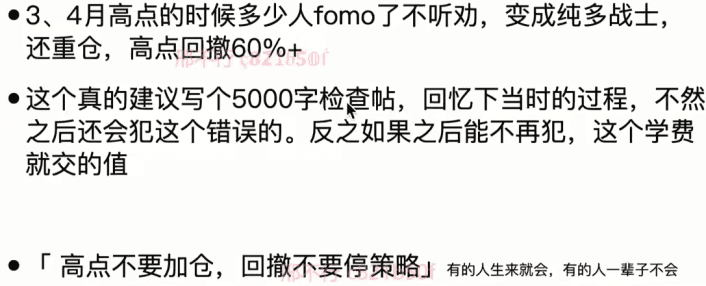 •3、4月高点的时候多少人fomo了不听劝，变成纯多战士，
还重仓，高点回撤60%+
•这个真的建议写个5000字检查帖，回忆下当时的过程，不然
之后还会犯这个错误的。反之如果之后能不再犯，这个学费
就交的值
•「 高点不要加仓，回撤不要停策略」 有的人生来就会，有的人一辈子不会